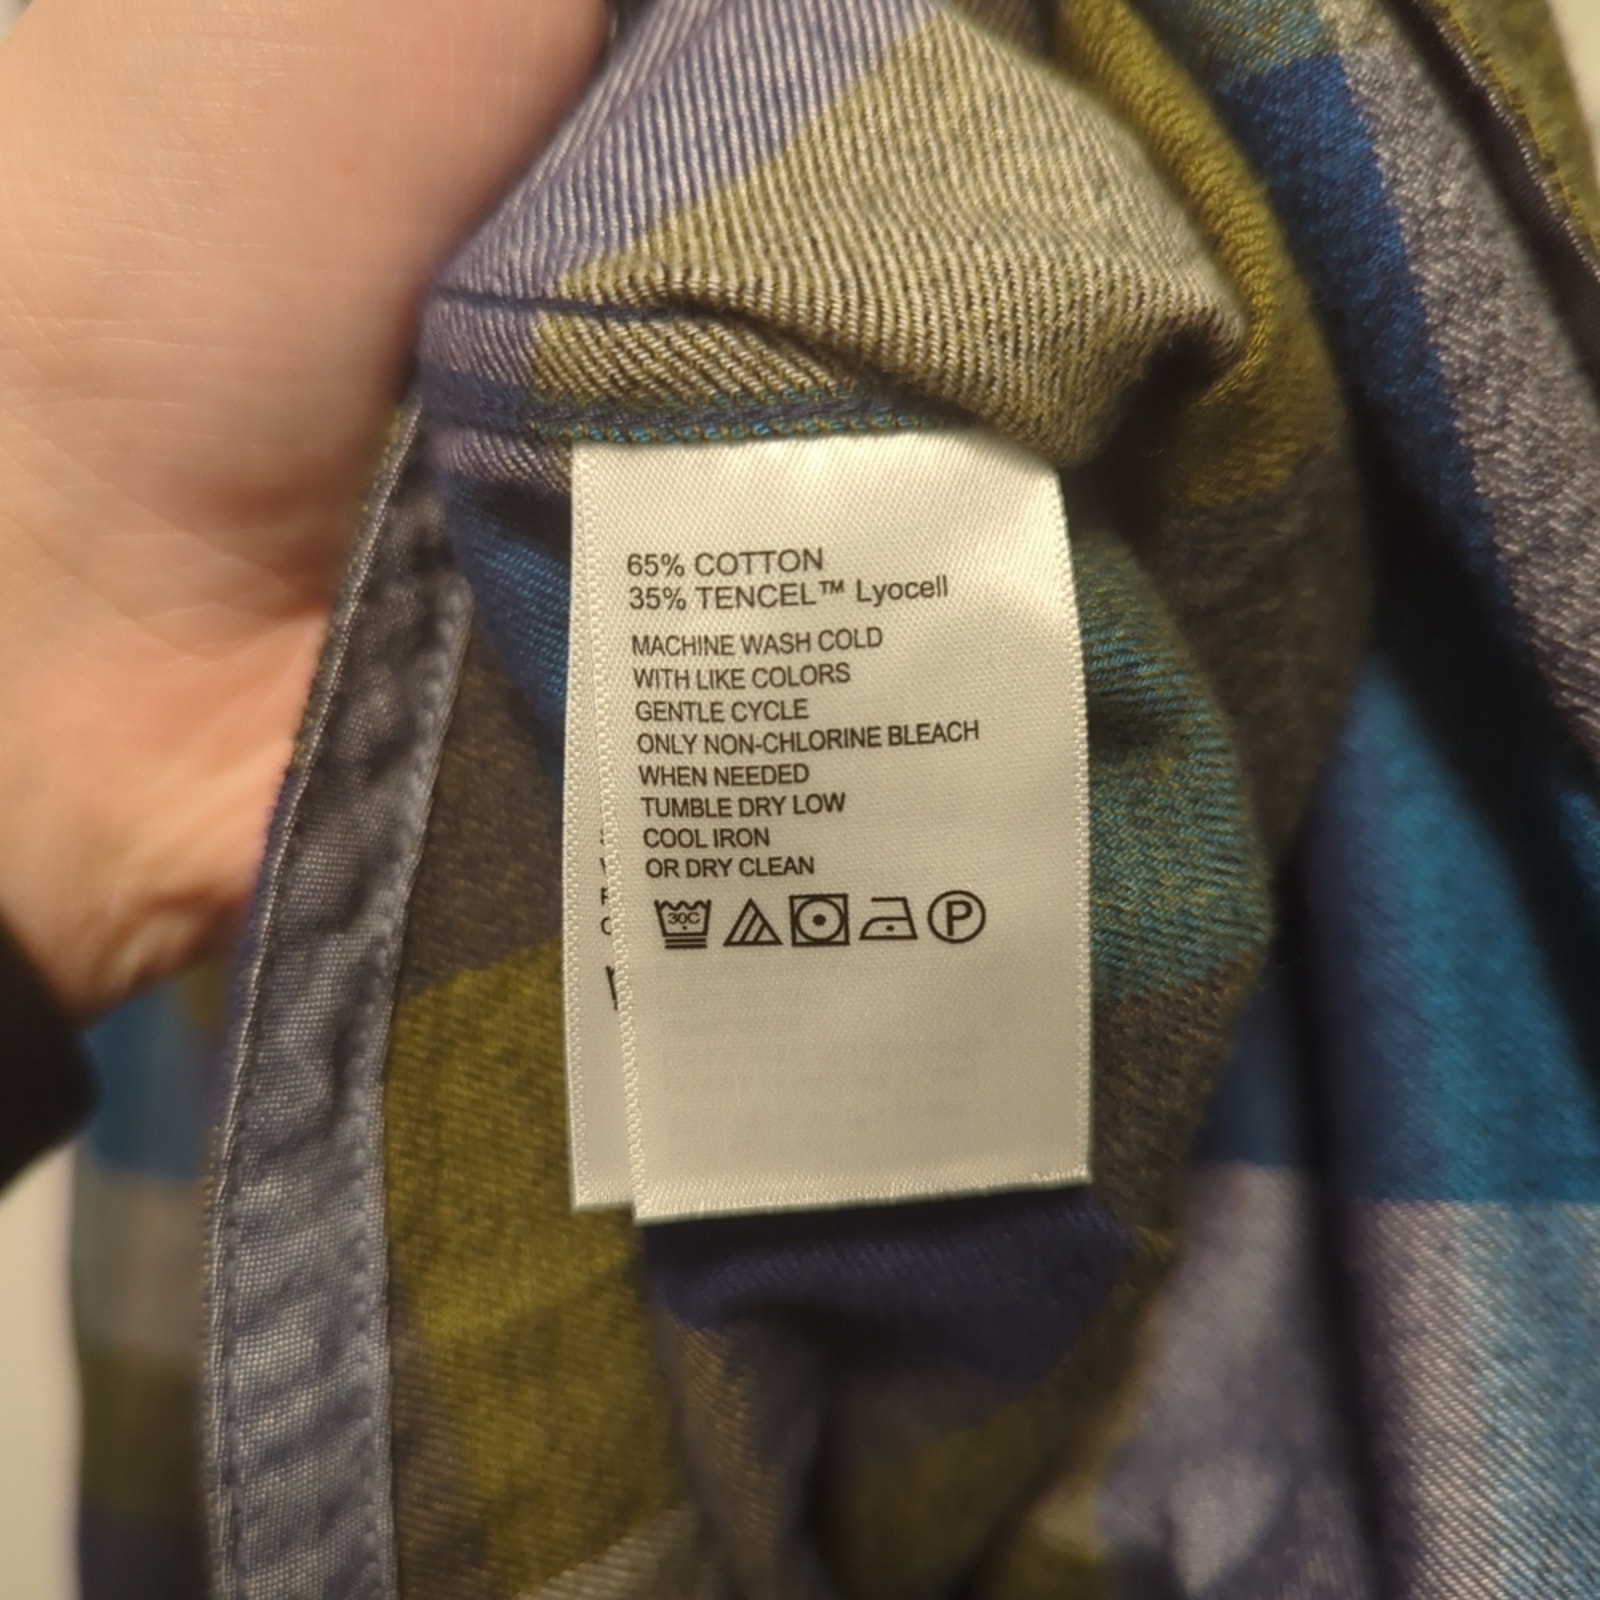 65% COTTON
35% TENCEL™ Lyocell
MACHINE WASH COLD
WITH LIKE COLORS
GENTLE CYCLE
ONLY NON-CHLORINE BLEACH
WHEN NEEDED
TUMBLE DRY LOW
COOL IRON
OR DRY CLEAN
30C
P